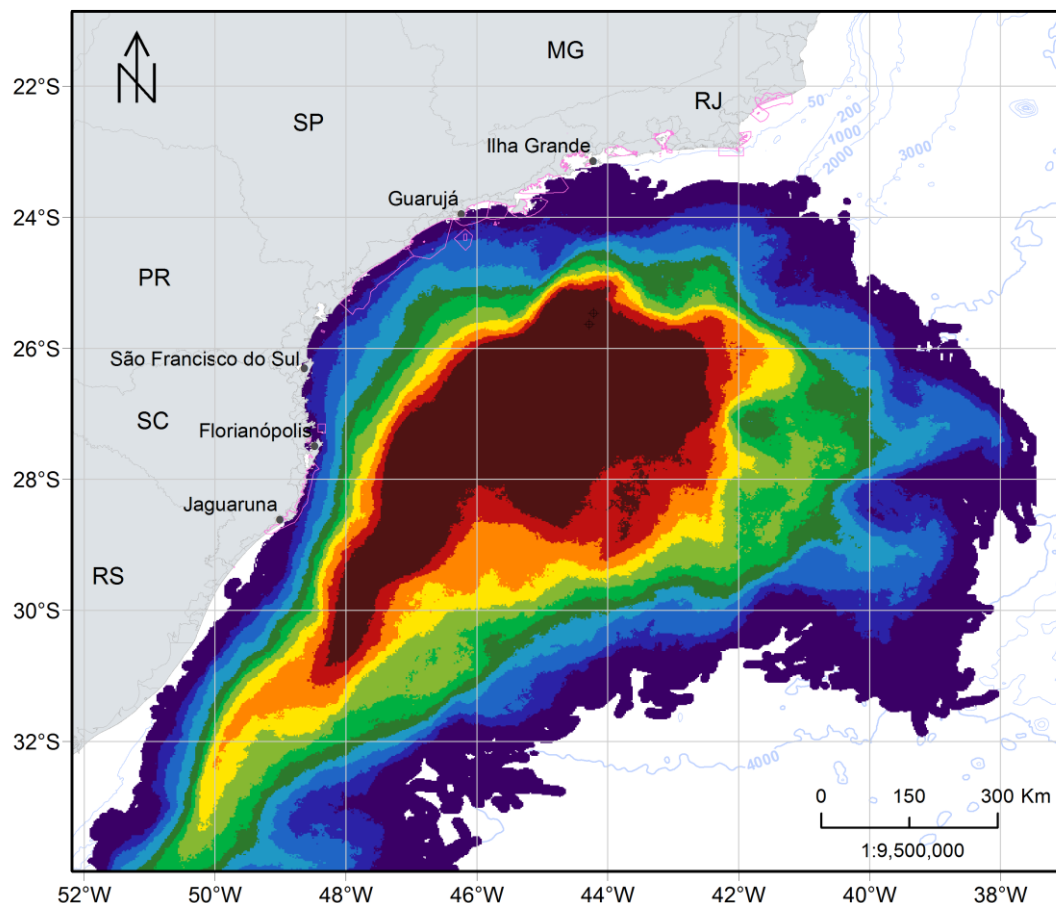 N
MG
22°S
RJ
50
200
1000
2000
3000
SP
Ilha Grande
Guarujá
24°S
PR
26°S
São Francisco do Sul
SC
Florianópolis
28°S
Jaguaruna
RS
30°S
32°S
4000
0 150 300 Km
1:9,500,000
52°W 50°W 48°W 46°W 44°W 42°W 40°W 38°W